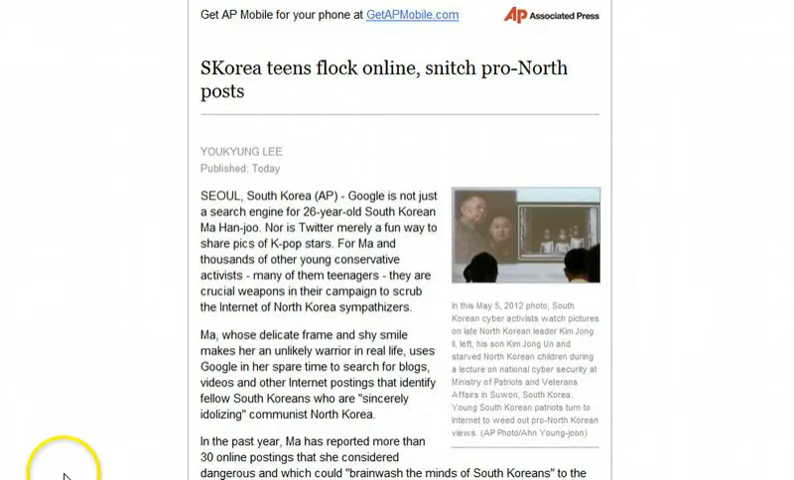 Get AP Mobile for your phone at GetAPMobile.com
AP Associated Press
SKorea teens flock online, snitch pro-North
posts
YOUKYUNG LEE
Published: Today
SEOUL, South Korea (AP) - Google is not just
a search engine for 26-year-old South Korean
Ma Han-joo. Nor is Twitter merely a fun way to
share pics of K-pop stars. For Ma and
thousands of other young conservative
activists - many of them teenagers - they are
crucial weapons in their campaign to scrub
the Internet of North Korea sympathizers.
In this May 5, 2012 photo, South
Korean cyber activists watch pictures
on late North Korean leader Kim Jong
Il, left, his son Kim Jong Un and
starved North Korean children during
a lecture on national cyber security at
Ministry of Patriots and Veterans
Affairs in Suwon, South Korea.
Young South Korean patriots turn to
Internet to weed out pro-North Korean
views. (AP Photo/Ahn Young-joon)
Ma, whose delicate frame and shy smile
makes her an unlikely warrior in real life, uses
Google in her spare time to search for blogs,
videos and other Internet postings that identify
fellow South Koreans who are "sincerely
idolizing" communist North Korea.
In the past year, Ma has reported more than
30 online postings that she considered
dangerous and which could "brainwash the minds of South Koreans" to the